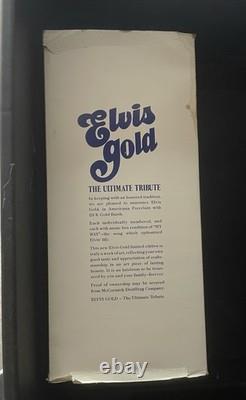 Elvis
gold
THE ULTIMATE TRIBUTE
In keeping with an honored tradition,
we are pleased to announce Elvis
Gold, in American Porcelain with
22 K Gold finish.
Each individually numbered, and
each with music box rendition of "MY
WAY"—the song which epitomized
Elvis' life.
This new Elvis Gold limited edition is
truly a work of art, reflecting your own
good taste and appreciation of crafts-
manship in an art piece of lasting
beauty. It is an heirloom to be treas-
ured by you and your family—forever.
Proof of ownership may be secured
from McCormick Distilling Company.
ELVIS GOLD — The Ultimate Tribute.
© ebay